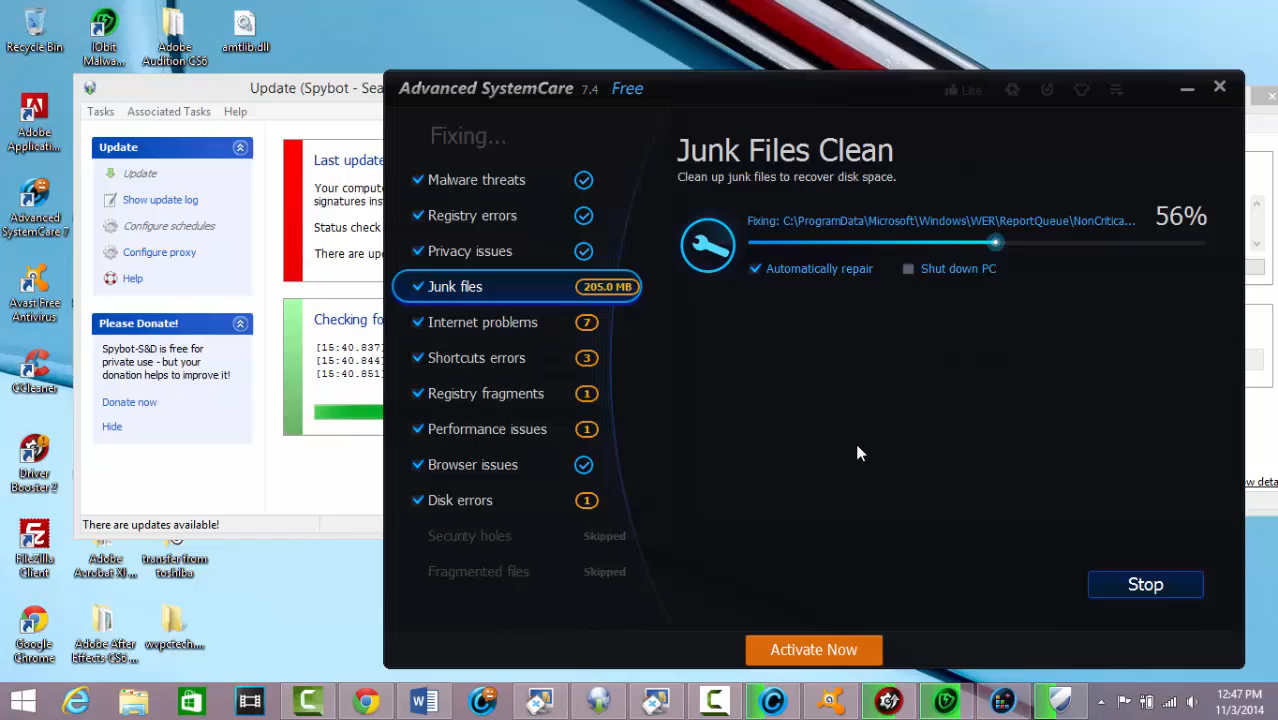 Recycle Bin
IObit
Malwa...
Adobe
Audition CS6
amtlib.dll
Adobe
Applicati...
Advanced
SystemCare 7
Avast Free
Antivirus
CCleaner
Driver
Booster 2
FileZilla
Client
Adobe
Acrobat XI ...
transfer from
toshiba
Google
Chrome
Adobe After
Effects CS6 ...
wvpctech....
Update (Spybot - Sea
Tasks
Associated Tasks
Help
Update
Update
Show update log
Configure schedules
Configure proxy
Help
Please Donate!
Spybot-S&D is free for
private use - but your
donation helps to improve it!
Donate now
Hide
Last update
Your compute
signatures inst
Status check
There are upd
Checking fo
[15:40.837]
[15:40.844]
[15:40.851]
There are updates available!
Advanced SystemCare 7.4 Free
Like
Fixing...
Malware threats
Registry errors
Privacy issues
Junk files 205.0 MB
Internet problems 7
Shortcuts errors 3
Registry fragments 1
Performance issues 1
Browser issues
Disk errors 1
Security holes Skipped
Fragmented files Skipped
Junk Files Clean
Clean up junk files to recover disk space.
Fixing: C:\ProgramData\Microsoft\Windows\WER\ReportQueue\NonCritica...
56%
Automatically repair
Shut down PC
Stop
Activate Now
ew deta
12:47 PM
11/3/2014